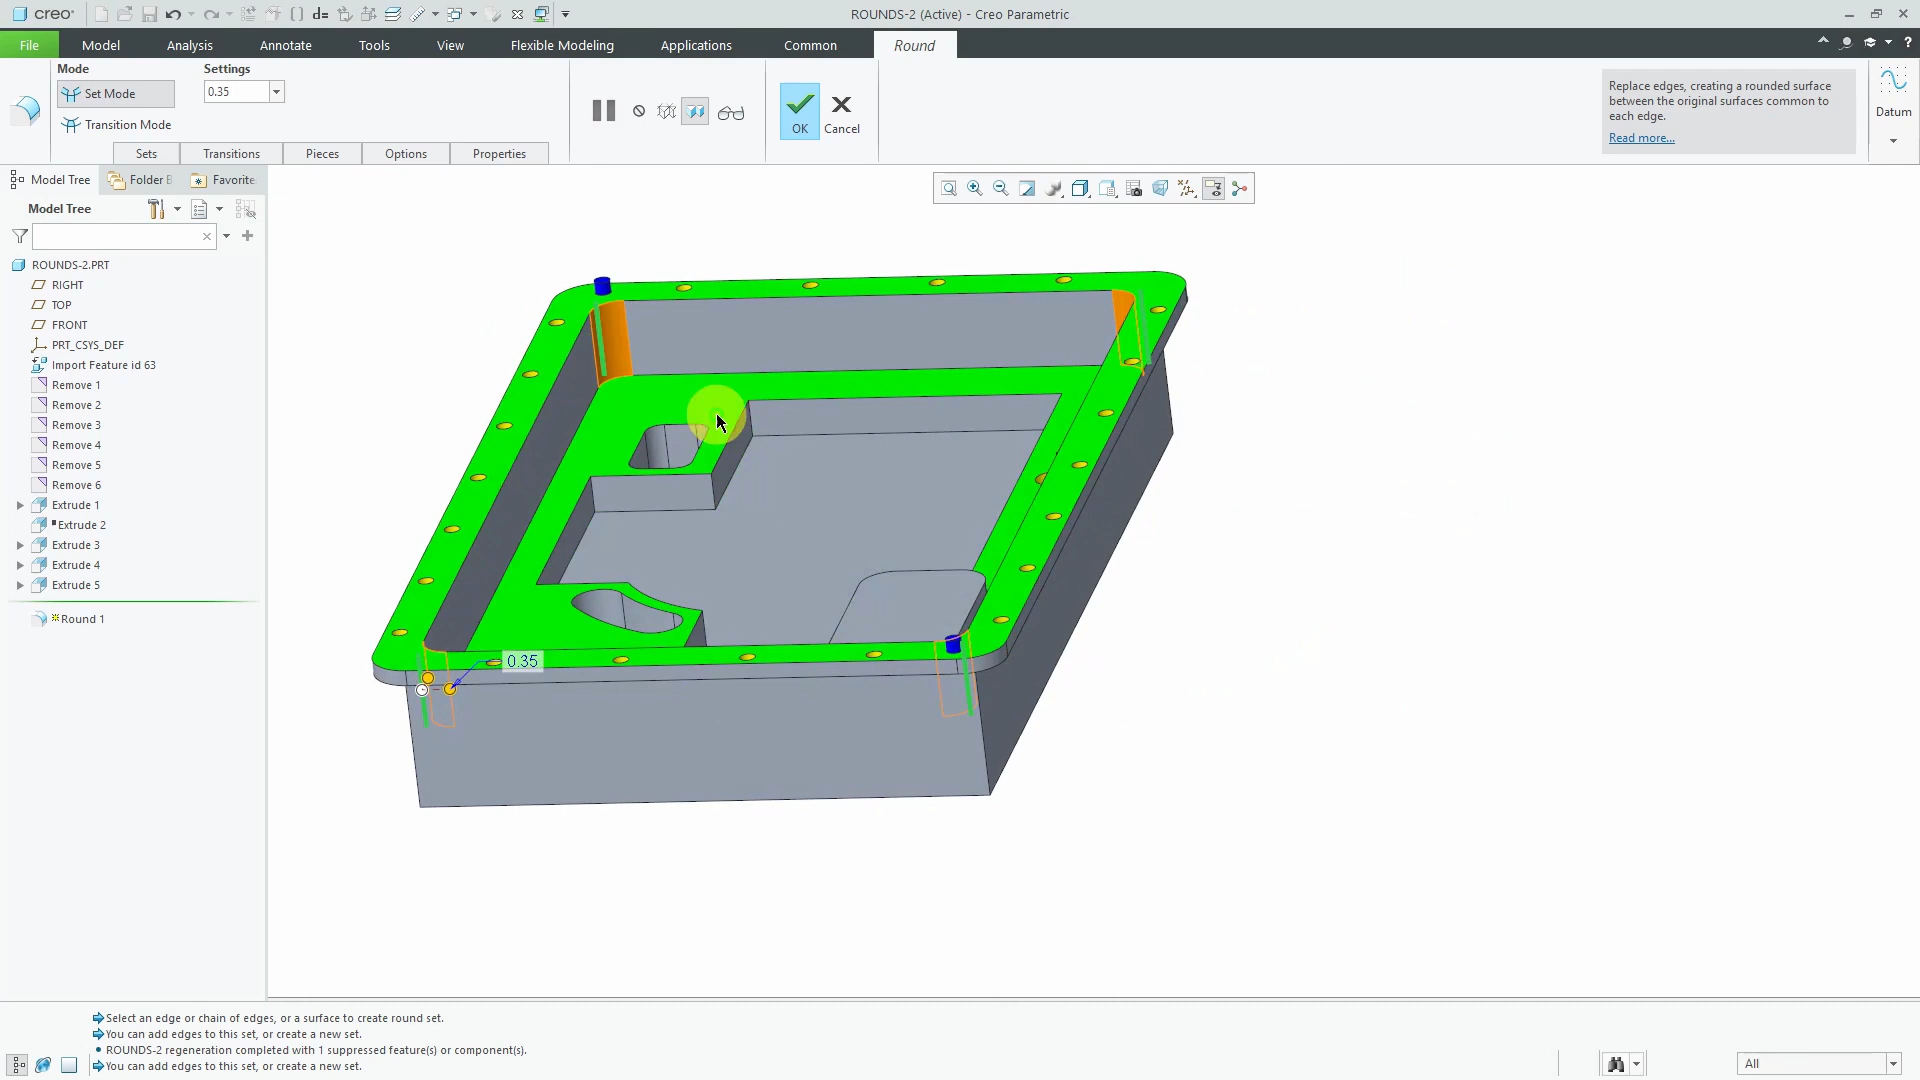 creo
ROUNDS-2 (Active) - Creo Parametric
File
Model
Analysis
Annotate
Tools
View
Flexible Modeling
Applications
Common
Round
Mode
Settings
Set Mode
0.35
Transition Mode
OK
Cancel
Replace edges, creating a rounded surface
between the original surfaces common to
each edge.
Read more...
Datum
Sets
Transitions
Pieces
Options
Properties
Model Tree
Folder B
Favorite
Model Tree
ROUNDS-2.PRT
RIGHT
TOP
FRONT
PRT_CSYS_DEF
Import Feature id 63
Remove 1
Remove 2
Remove 3
Remove 4
Remove 5
Remove 6
Extrude 1
Extrude 2
Extrude 3
Extrude 4
Extrude 5
Round 1
0.35
Select an edge or chain of edges, or a surface to create round set.
You can add edges to this set, or create a new set.
ROUNDS-2 regeneration completed with 1 suppressed feature(s) or component(s).
You can add edges to this set, or create a new set.
All